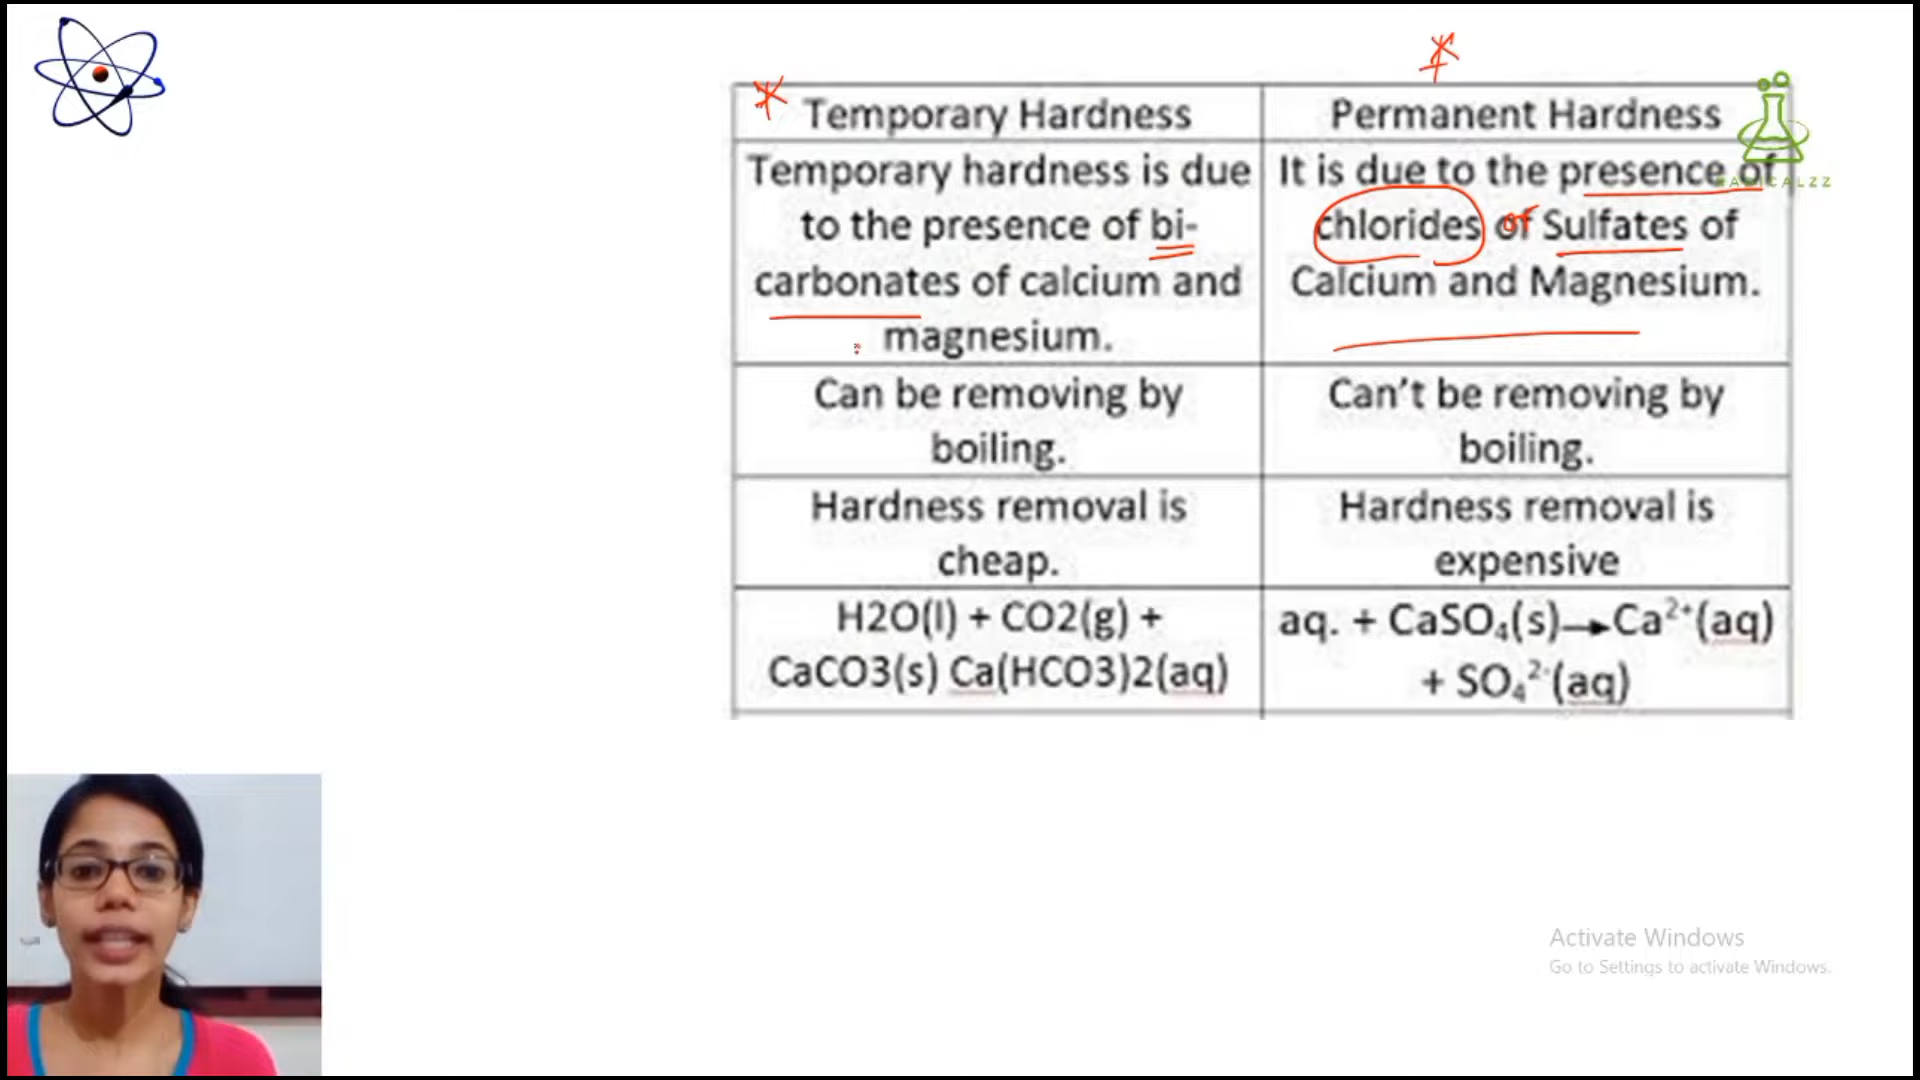 Temporary Hardness
Permanent Hardness
Temporary hardness is due
to the presence of bi-
carbonates of calcium and
magnesium.
It is due to the presence of
chlorides or Sulfates of
Calcium and Magnesium.
Can be removing by
boiling.
Can't be removing by
boiling.
Hardness removal is
cheap.
Hardness removal is
expensive
H2O(l) + CO2(g) +
CaCO3(s) Ca(HCO3)2(aq)
aq. + CaSO₄(s)→Ca²⁺(aq)
+ SO₄²⁻(aq)
Activate Windows
Go to Settings to activate Windows.